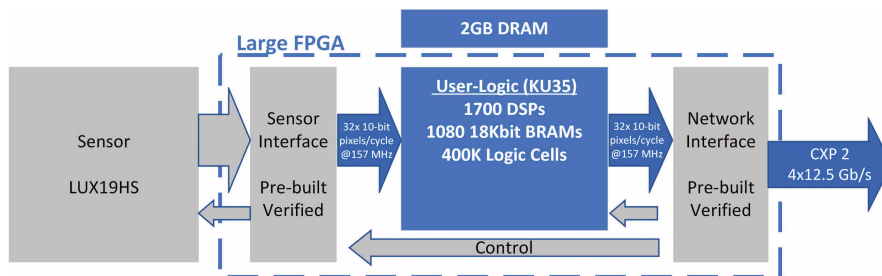 2GB DRAM
Large FPGA
Sensor
LUX19HS
Sensor
Interface
Pre-built
Verified
32x 10-bit
pixels/cycle
@157 MHz
User-Logic (KU35)
1700 DSPs
1080 18Kbit BRAMs
400K Logic Cells
32x 10-bit
pixels/cycle
@157 MHz
Network
Interface
Pre-built
Verified
CXP 2
4x12.5 Gb/s
Control